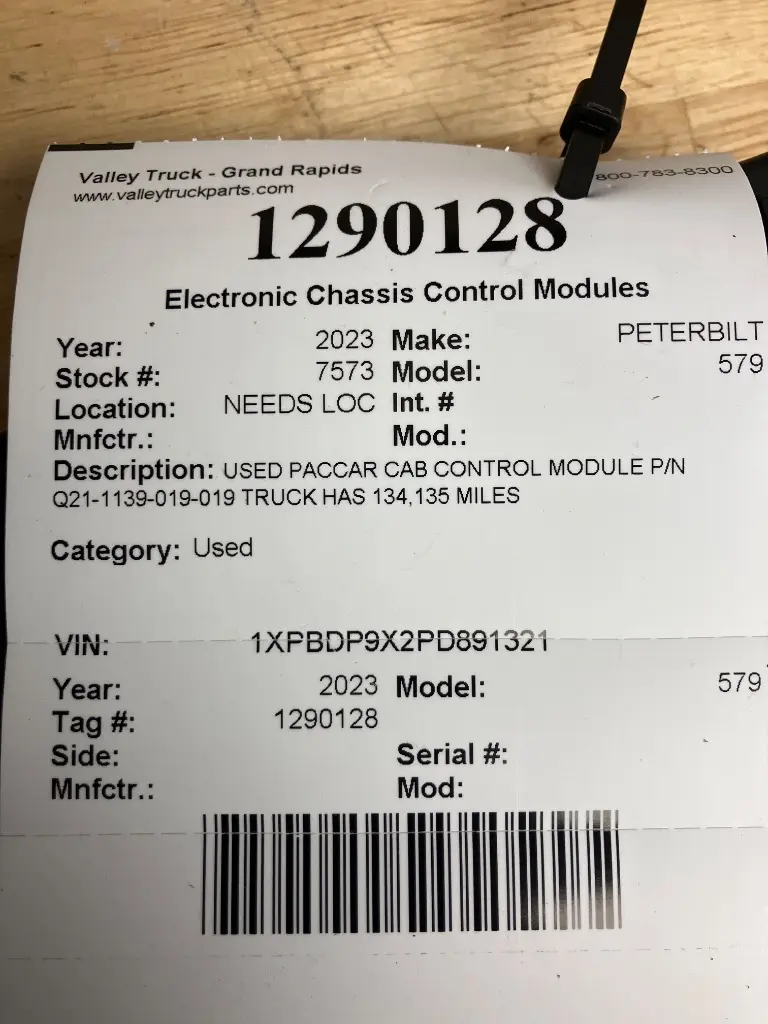 Valley Truck - Grand Rapids
www.valleytruckparts.com
800-783-8300
1290128
Electronic Chassis Control Modules
Year: 2023 Make: PETERBILT
Stock #: 7573 Model: 579
Location: NEEDS LOC Int. #
Mnfctr.: Mod.:
Description: USED PACCAR CAB CONTROL MODULE P/N
Q21-1139-019-019 TRUCK HAS 134,135 MILES
Category: Used
VIN: 1XPBDP9X2PD891321
Year: 2023 Model: 579
Tag #: 1290128
Side: Serial #:
Mnfctr.: Mod: